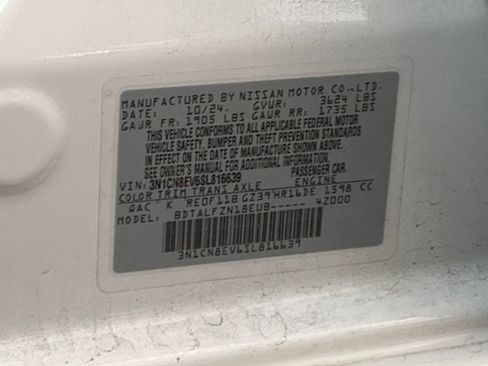 MANUFACTURED BY NISSAN MOTOR CO.,LTD.
DATE: 10/24 GVWR: 3624 LBS
GAWR FR: 1905 LBS GAWR RR: 1735 LBS
THIS VEHICLE CONFORMS TO ALL APPLICABLE FEDERAL MOTOR
VEHICLE SAFETY, BUMPER AND THEFT PREVENTION STANDARDS
IN EFFECT ON THE DATE OF MANUFACTURE SHOWN ABOVE.
SEE OWNER'S MANUAL FOR ADDITIONAL INFORMATION.
VIN: 3N1CN8EV6SL816639 PASSENGER CAR
COLOR TRIM TRANS AXLE ENGINE
GAC K RE0F11B GZ39 HR16DE 1598 CC
BDTALFZN18EUB----- 4Z000
3N1CN8EV6SL816639